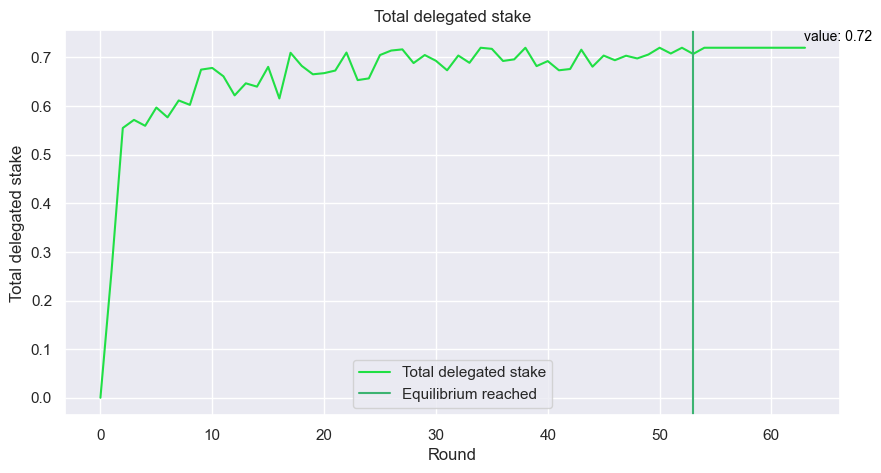 Total delegated stake
value: 0.72
Total delegated stake
0.7
0.6
0.5
0.4
0.3
0.2
0.1
0.0
Total delegated stake
Equilibrium reached
0 10 20 30 40 50 60
Round